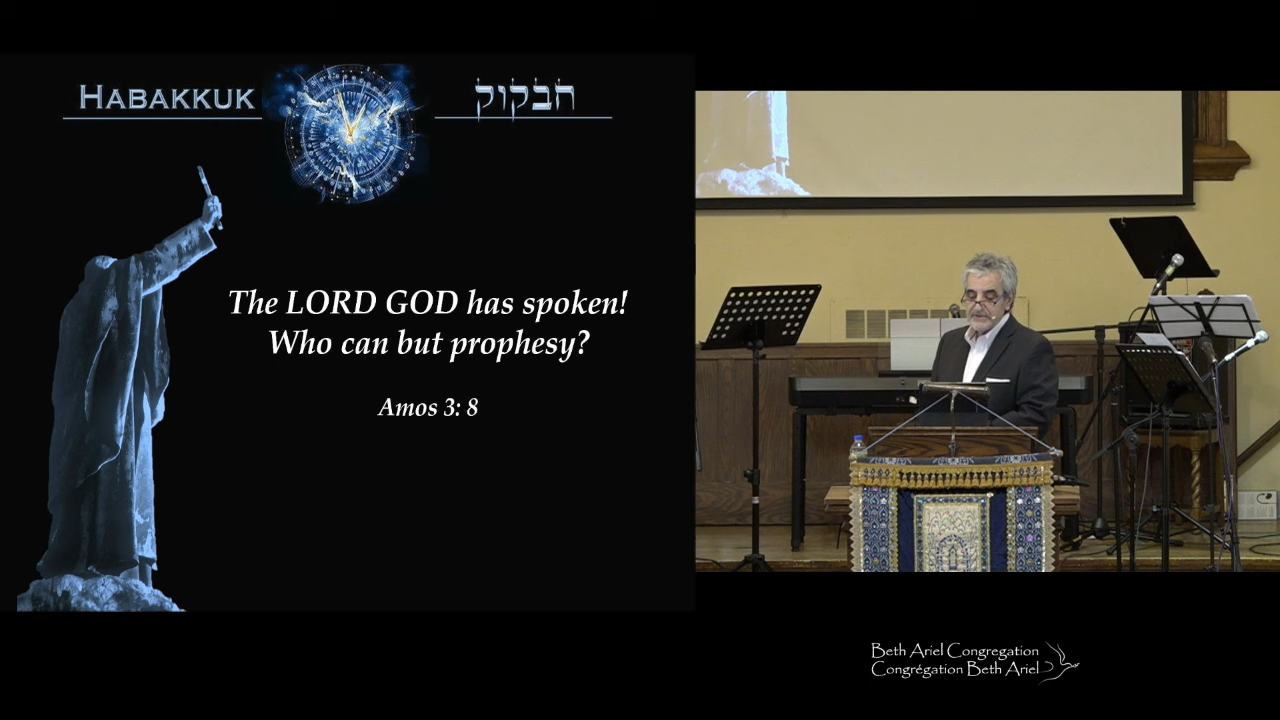 HABAKKUK
חבקוק
The LORD GOD has spoken!
Who can but prophesy?
Amos 3: 8
Beth Ariel Congregation
Congrégation Beth Ariel